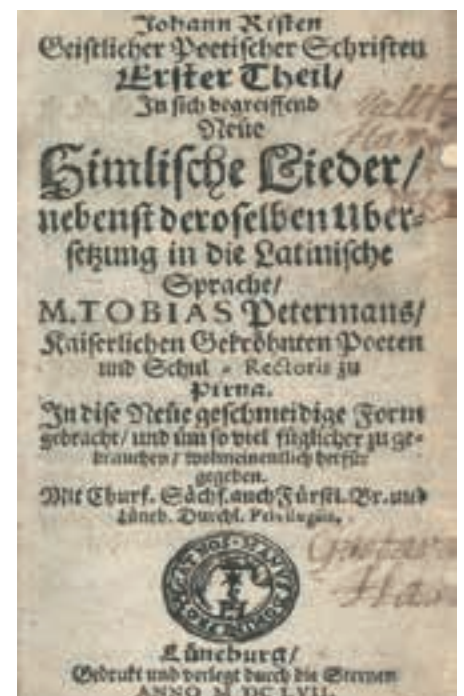 Johann Risten
Geistlicher Poetischer Schriften
Erster Theil/
In sich begreiffend
Neüe
Himlische Lieder/
nebenst deroselben Uber-
setzung in die Latinische
Sprache/
M. TOBIAS Petermans/
Kaiserlichen Gekröhnten Poeten
und Schul-Rectoris zu
Pirna.
In dise Neüe geschmeidige Form
gebracht/ und üm so viel füglicher zu ge-
brauchen/ wolmeinentlich herfür
gegeben.
Mit Churf. Sächs. auch Fürstl. Br. und
Lüneb. Durchl. Privilegiis.
Gustava
Lüneburg/
Gedrukt und verlegt durch die Sternen
ANNO M DC LVII.